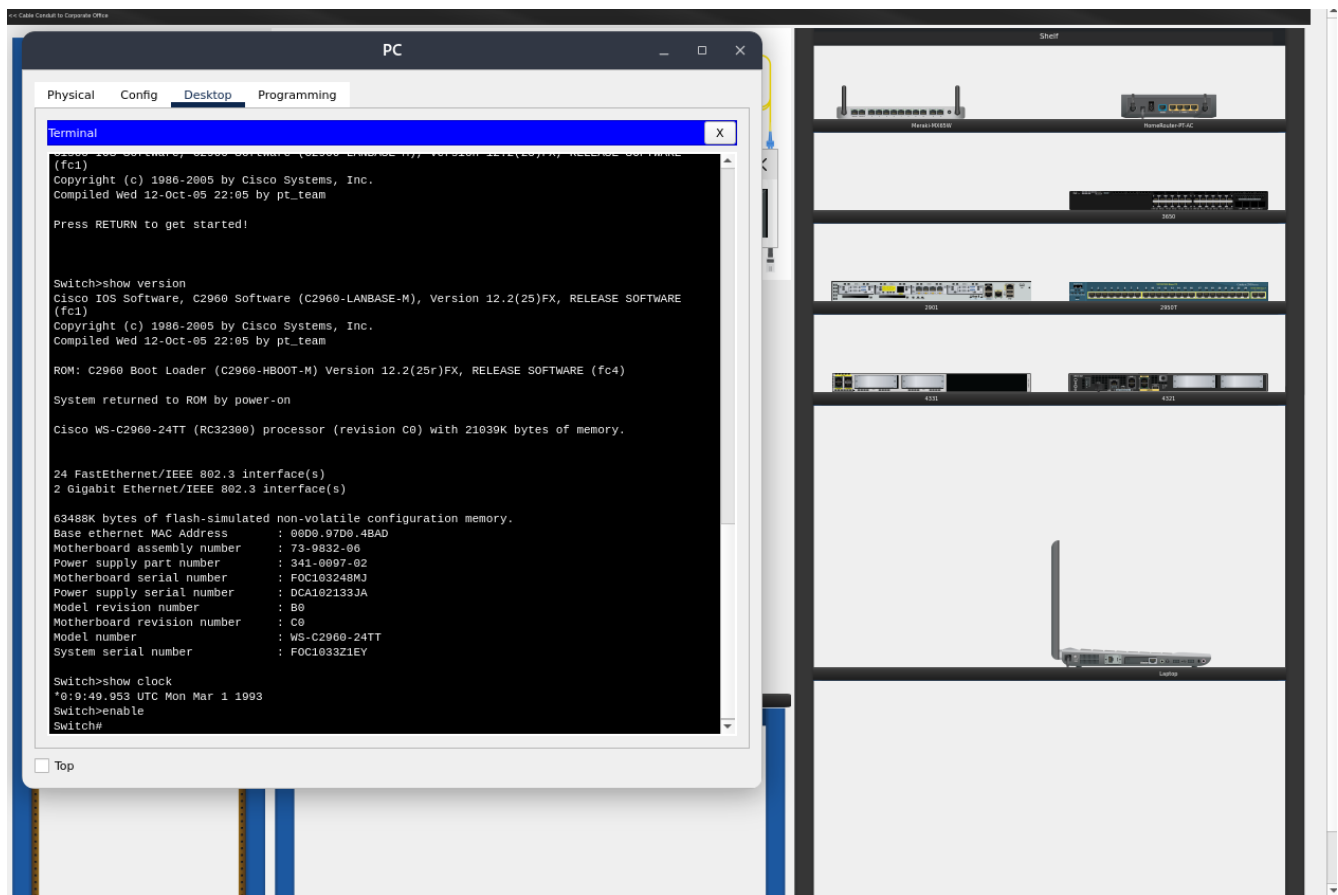 << Cable Conduit to Corporate Office
PC
Physical Config Desktop Programming
Terminal
X
(fc1)
Copyright (c) 1986-2005 by Cisco Systems, Inc.
Compiled Wed 12-Oct-05 22:05 by pt_team
Press RETURN to get started!
Switch>show version
Cisco IOS Software, C2960 Software (C2960-LANBASE-M), Version 12.2(25)FX, RELEASE SOFTWARE
(fc1)
Copyright (c) 1986-2005 by Cisco Systems, Inc.
Compiled Wed 12-Oct-05 22:05 by pt_team
ROM: C2960 Boot Loader (C2960-HBOOT-M) Version 12.2(25r)FX, RELEASE SOFTWARE (fc4)
System returned to ROM by power-on
Cisco WS-C2960-24TT (RC32300) processor (revision C0) with 21039K bytes of memory.
24 FastEthernet/IEEE 802.3 interface(s)
2 Gigabit Ethernet/IEEE 802.3 interface(s)
63488K bytes of flash-simulated non-volatile configuration memory.
Base ethernet MAC Address : 00D0.97D0.4BAD
Motherboard assembly number : 73-9832-06
Power supply part number : 341-0097-02
Motherboard serial number : FOC103248MJ
Power supply serial number : DCA102133JA
Model revision number : B0
Motherboard revision number : C0
Model number : WS-C2960-24TT
System serial number : FOC1033Z1EY
Switch>show clock
*0:9:49.953 UTC Mon Mar 1 1993
Switch>enable
Switch#
Top
Shelf
Meraki-MX65W
HomeRouter-PT-AC
3650
2901
2950T
4331
4321
Laptop